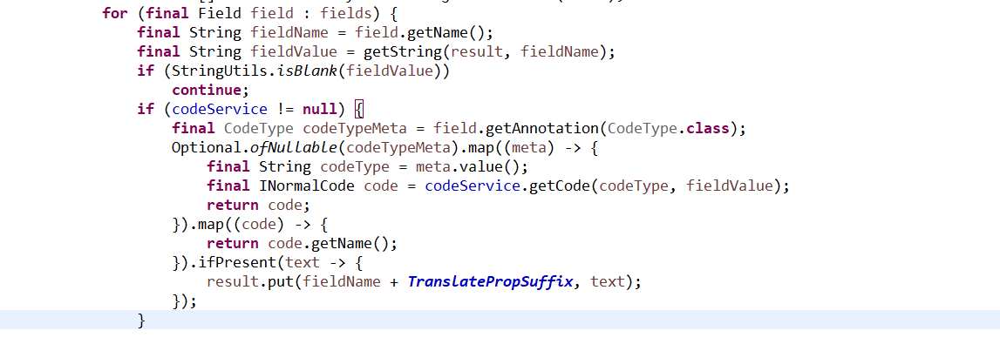 for (final Field field : fields) {
final String fieldName = field.getName();
final String fieldValue = getString(result, fieldName);
if (StringUtils.isBlank(fieldValue))
continue;
if (codeService != null) {
final CodeType codeTypeMeta = field.getAnnotation(CodeType.class);
Optional.ofNullable(codeTypeMeta).map((meta) -> {
final String codeType = meta.value();
final INormalCode code = codeService.getCode(codeType, fieldValue);
return code;
}).map((code) -> {
return code.getName();
}).ifPresent(text -> {
result.put(fieldName + TranslatePropSuffix, text);
});
}